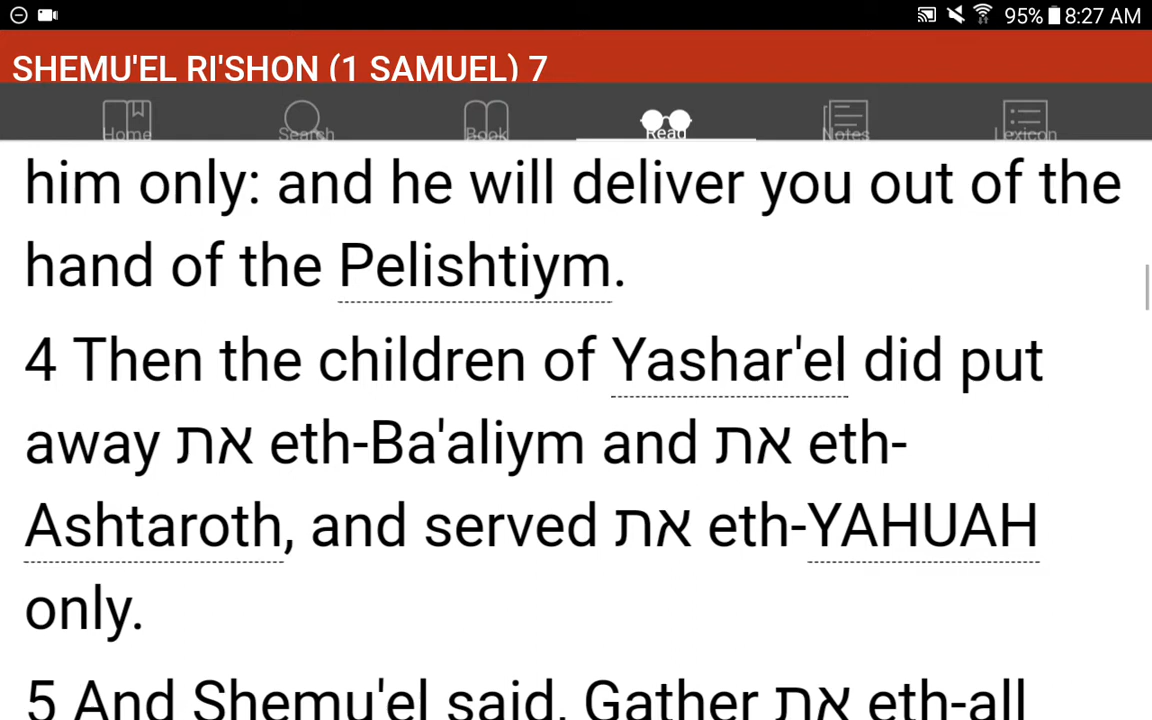 95% 8:27 AM
SHEMU'EL RI'SHON (1 SAMUEL) 7
Home Search Book Read Notes Lexicon
him only: and he will deliver you out of the
hand of the Pelishtiym.
4 Then the children of Yashar'el did put
away את eth-Ba'aliym and את eth-
Ashtaroth, and served את eth-YAHUAH
only.
5 And Shemu'el said, Gather את eth-all